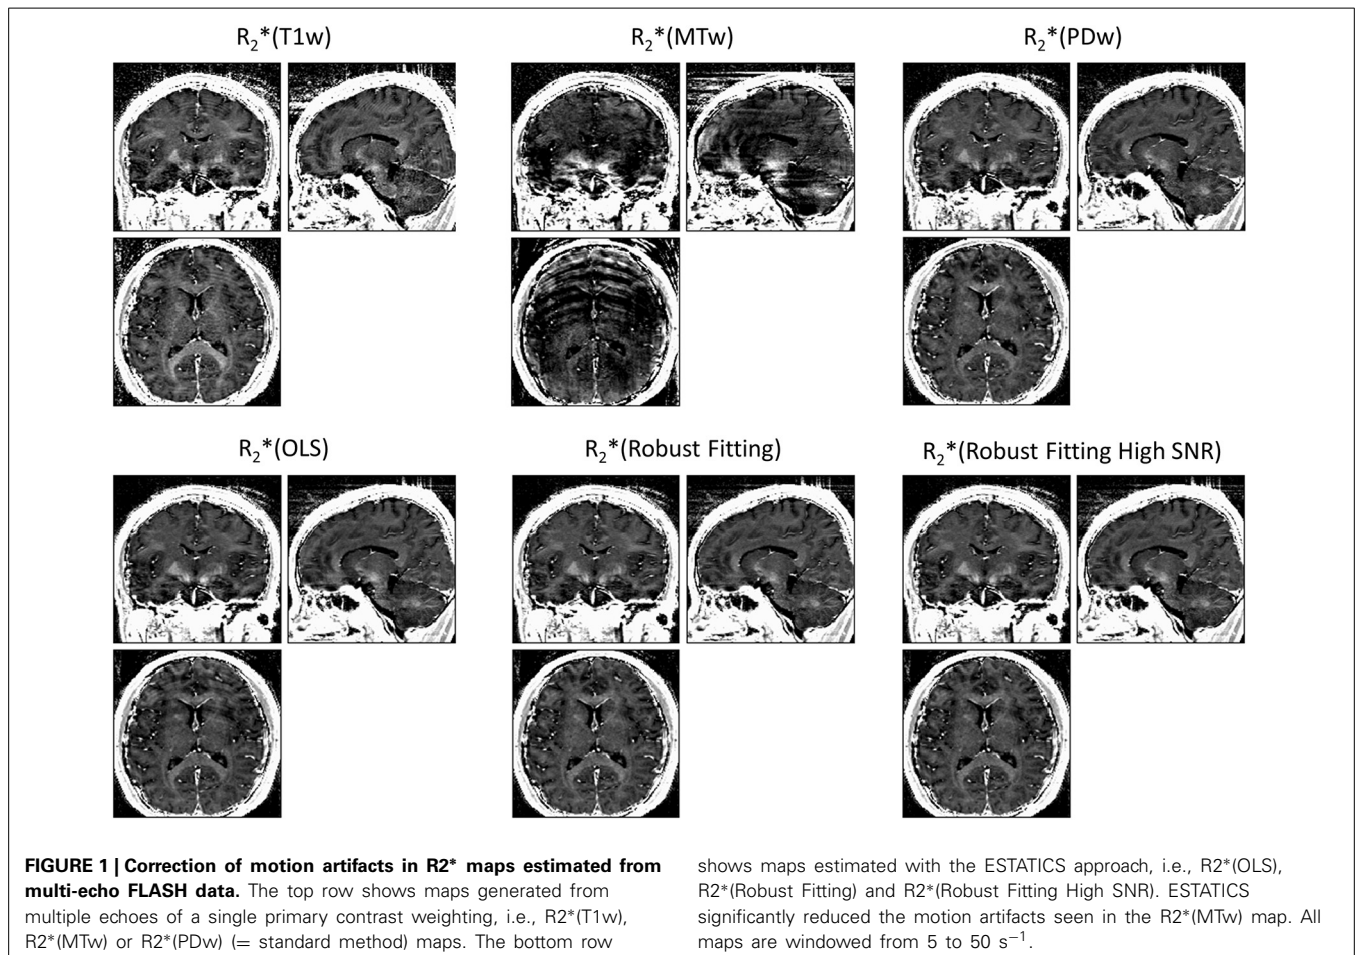 R2*(T1w)
R2*(MTw)
R2*(PDw)
R2*(OLS)
R2*(Robust Fitting)
R2*(Robust Fitting High SNR)
FIGURE 1 | Correction of motion artifacts in R2* maps estimated from
multi-echo FLASH data. The top row shows maps generated from
multiple echoes of a single primary contrast weighting, i.e., R2*(T1w),
R2*(MTw) or R2*(PDw) (= standard method) maps. The bottom row
shows maps estimated with the ESTATICS approach, i.e., R2*(OLS),
R2*(Robust Fitting) and R2*(Robust Fitting High SNR). ESTATICS
significantly reduced the motion artifacts seen in the R2*(MTw) map. All
maps are windowed from 5 to 50 s⁻¹.